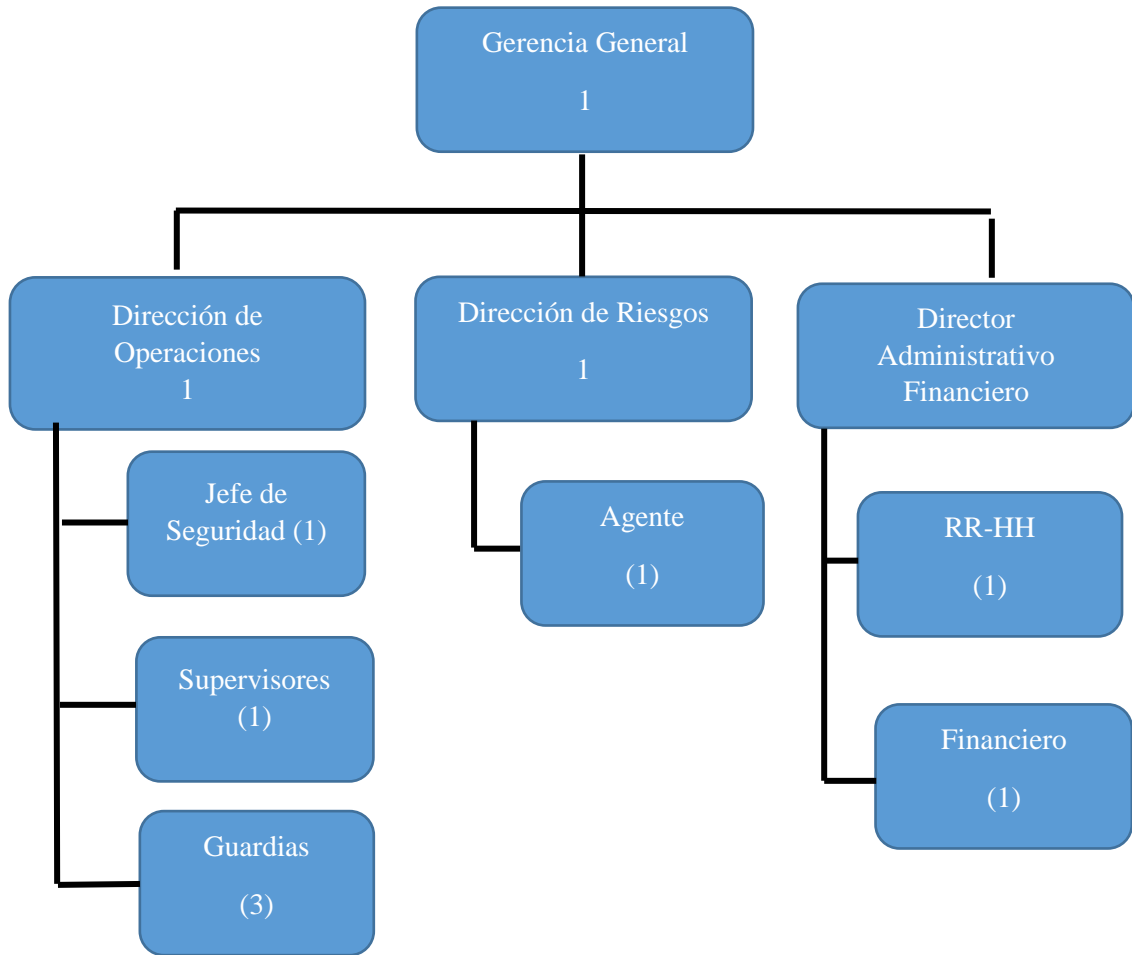 Gerencia General
1
Dirección de
Operaciones
1
Dirección de Riesgos
1
Director
Administrativo
Financiero
Jefe de
Seguridad (1)
Agente
(1)
RR-HH
(1)
Supervisores
(1)
Financiero
(1)
Guardias
(3)